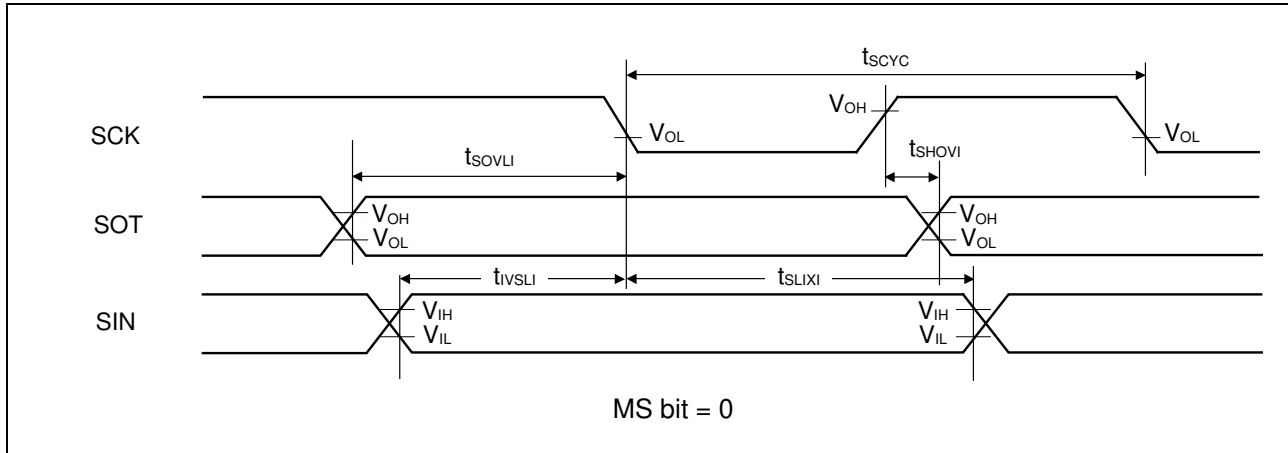 tSCYC
SCK
VOH
VOL
VOL
tSOVLI
tSHOVI
SOT
VOH
VOL
VOH
VOL
tIVSLI
tSLIXI
SIN
VIH
VIL
VIH
VIL
MS bit = 0